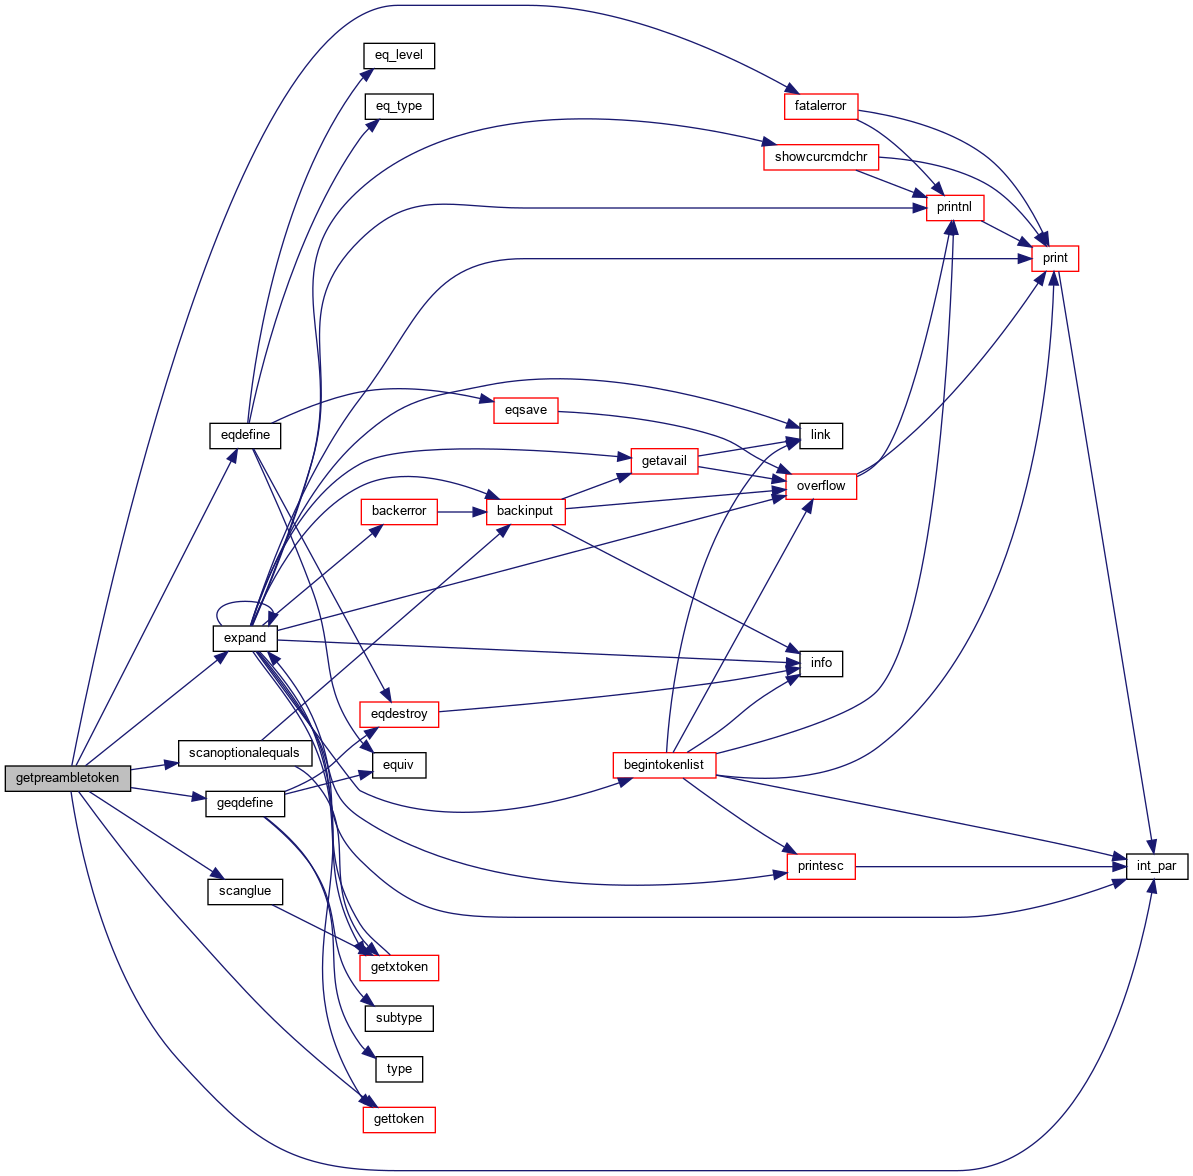 eq_level
eq_type
fatalerror
showcurcmdchr
printnl
print
eqsave
eqdefine
link
getavail
overflow
backerror
backinput
expand
info
eqdestroy
scanoptionalequals
equiv
begintokenlist
getpreambletoken
geqdefine
printesc
int_par
scanglue
getxtoken
subtype
type
gettoken